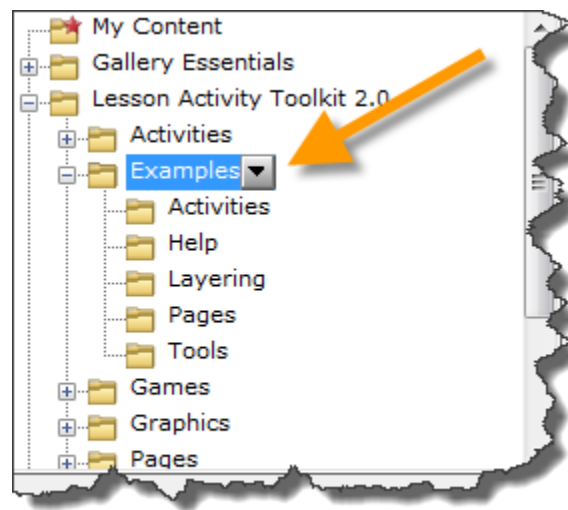 My Content
Gallery Essentials
Lesson Activity Toolkit 2.0
Activities
Examples
Activities
Help
Layering
Pages
Tools
Games
Graphics
Pages